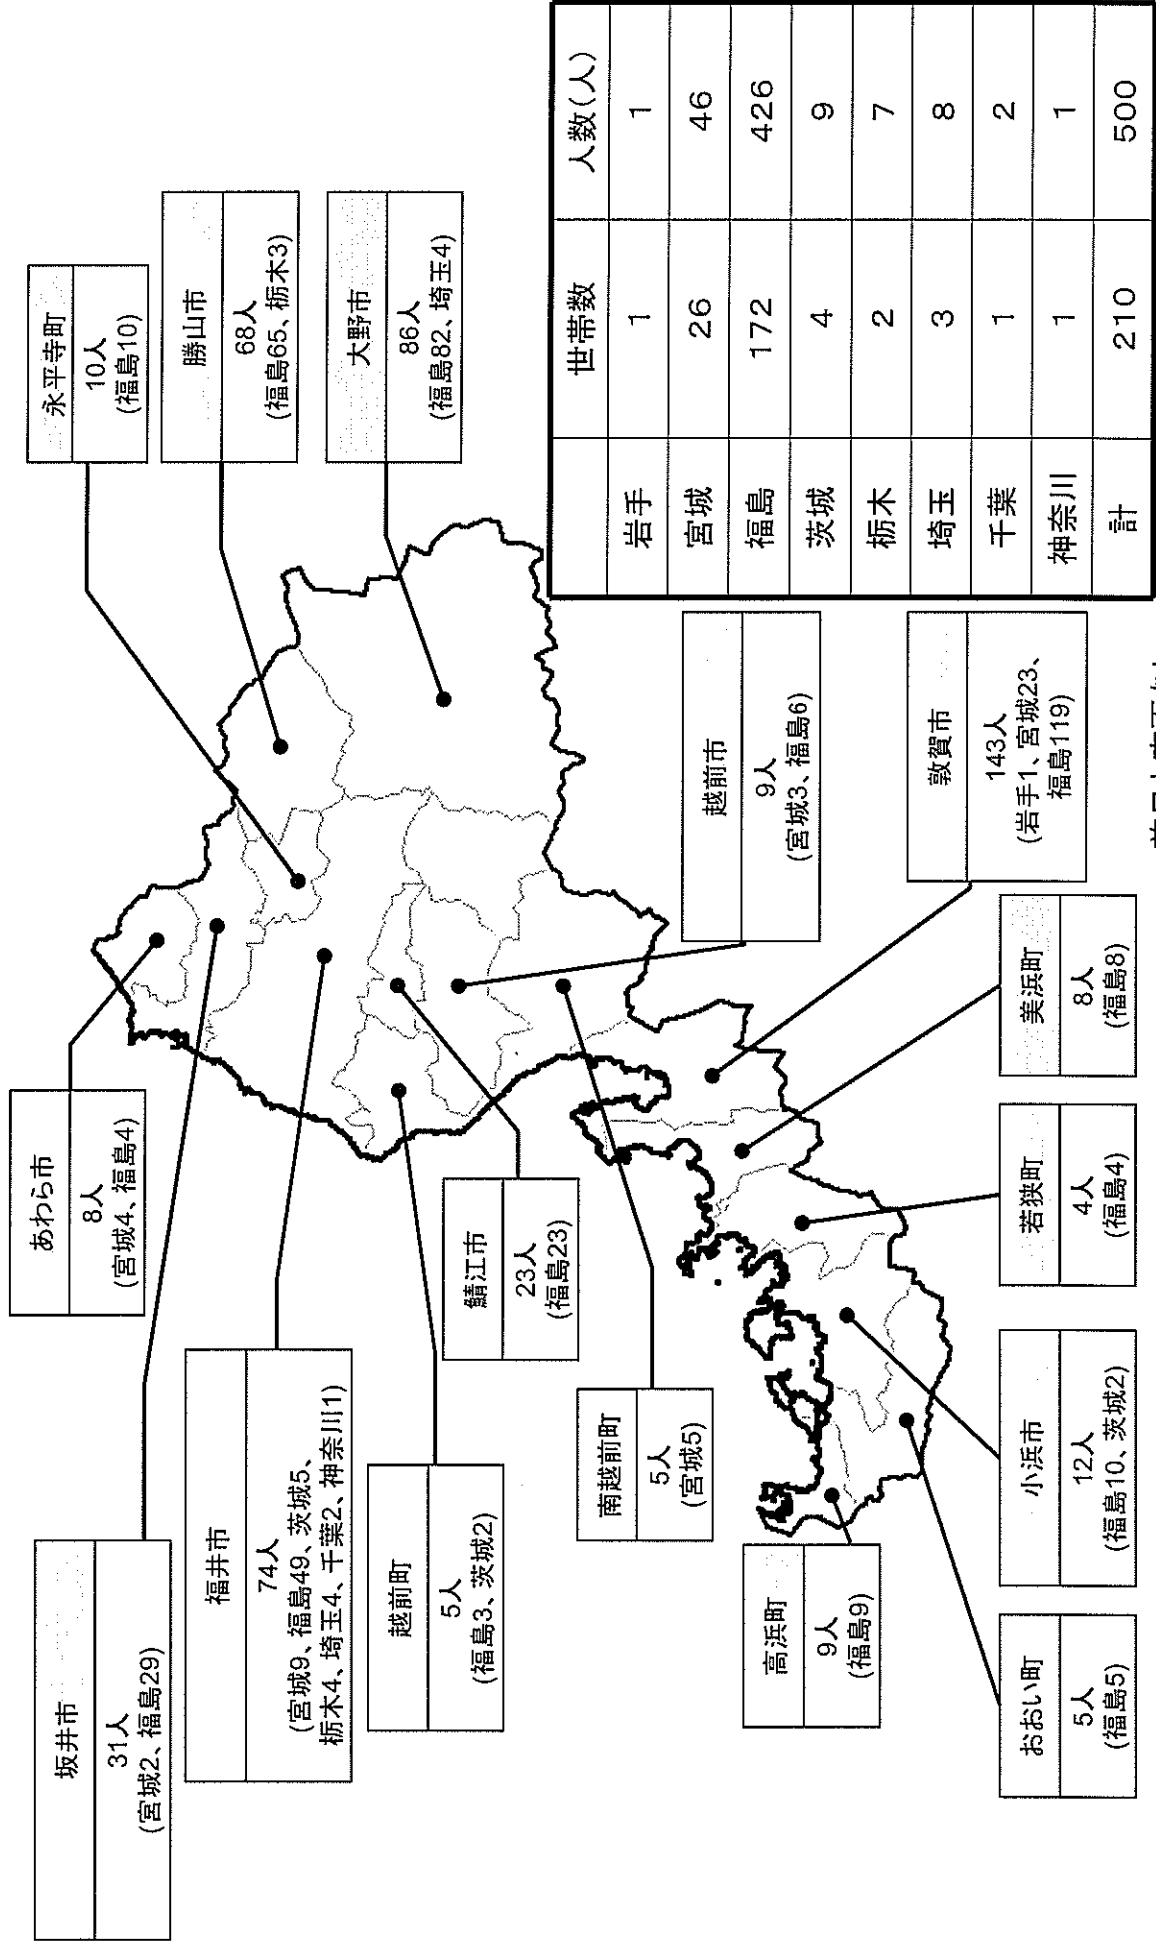 坂井市
31人
(宮城2、福島29)
あわら市
8人
(宮城4、福島4)
永平寺町
10人
(福島10)
勝山市
68人
(福島65、栃木3)
大野市
86人
(福島82、埼玉4)
福井市
74人
(宮城9、福島49、茨城5、
栃木4、埼玉4、千葉2、神奈川1)
越前町
5人
(福島3、茨城2)
鯖江市
23人
(福島23)
南越前町
5人
(宮城5)
越前市
9人
(宮城3、福島6)
敦賀市
143人
(岩手1、宮城23、
福島119)
高浜町
9人
(福島9)
おおい町
5人
(福島5)
小浜市
12人
(福島10、茨城2)
若狭町
4人
(福島4)
美浜町
8人
(福島8)
世帯数 人数(人)
岩手 1 1
宮城 26 46
福島 172 426
茨城 4 9
栃木 2 7
埼玉 3 8
千葉 1 2
神奈川 1 1
計 210 500